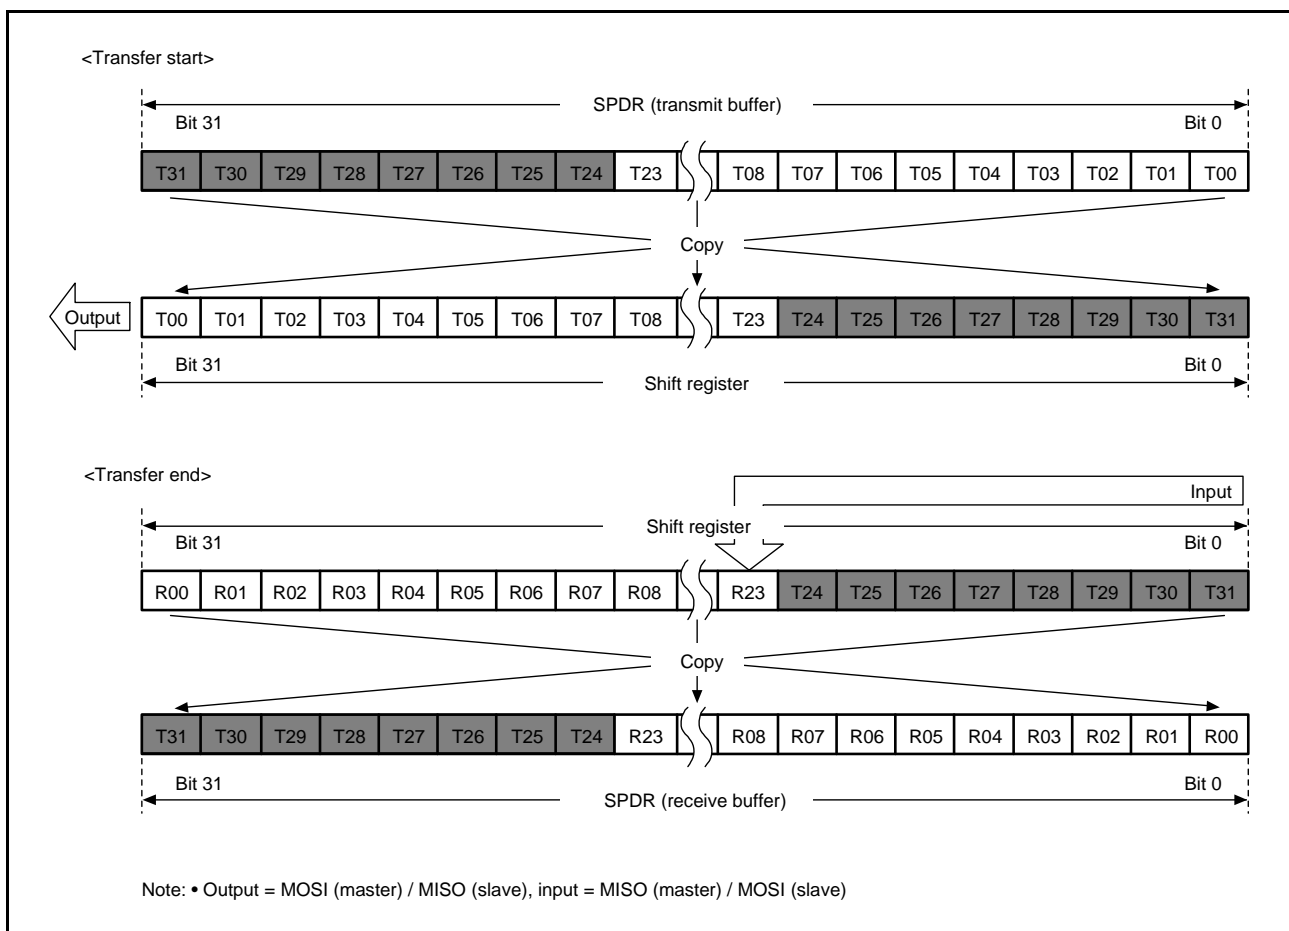 <Transfer start>
SPDR (transmit buffer)
Bit 31 Bit 0
T31 T30 T29 T28 T27 T26 T25 T24 T23 T08 T07 T06 T05 T04 T03 T02 T01 T00
Copy
Output T00 T01 T02 T03 T04 T05 T06 T07 T08 T23 T24 T25 T26 T27 T28 T29 T30 T31
Bit 31 Bit 0
Shift register
<Transfer end>
Input
Shift register
Bit 31 Bit 0
R00 R01 R02 R03 R04 R05 R06 R07 R08 R23 T24 T25 T26 T27 T28 T29 T30 T31
Copy
T31 T30 T29 T28 T27 T26 T25 T24 R23 R08 R07 R06 R05 R04 R03 R02 R01 R00
Bit 31 Bit 0
SPDR (receive buffer)
Note: • Output = MOSI (master) / MISO (slave), input = MISO (master) / MOSI (slave)